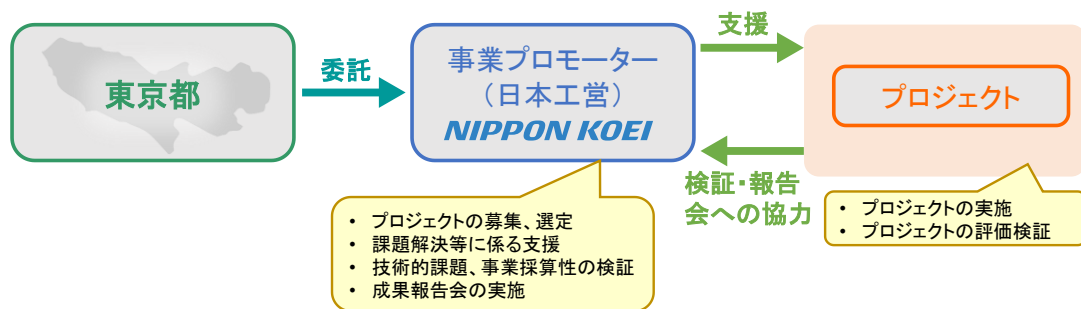 東京都
委託
事業プロモーター
（日本工営）
NIPPON KOEI
支援
プロジェクト
検証・報告
会への協力
• プロジェクトの募集、選定
• 課題解決等に係る支援
• 技術的課題、事業採算性の検証
• 成果報告会の実施
• プロジェクトの実施
• プロジェクトの評価検証